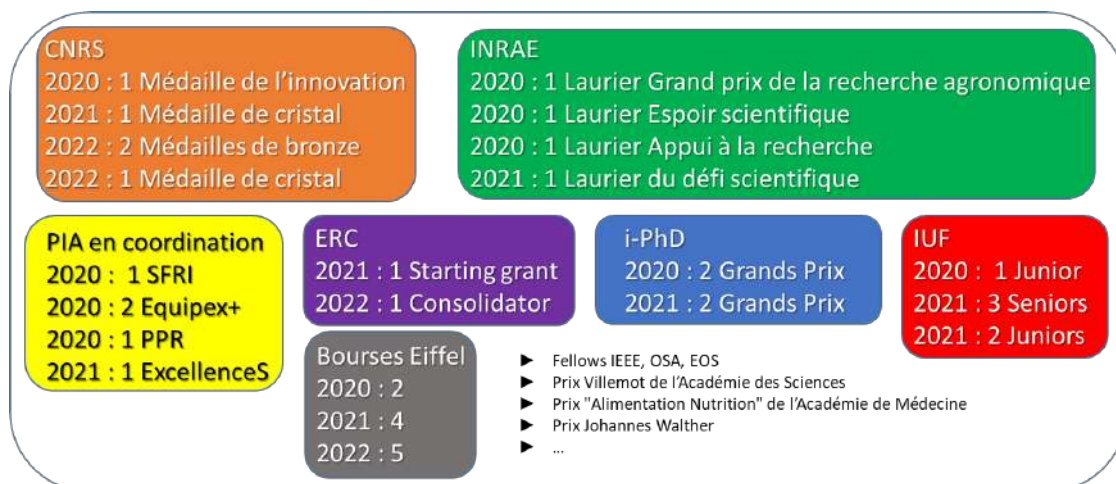 CNRS
2020 : 1 Médaille de l'innovation
2021 : 1 Médaille de cristal
2022 : 2 Médailles de bronze
2022 : 1 Médaille de cristal
INRAE
2020 : 1 Laurier Grand prix de la recherche agronomique
2020 : 1 Laurier Espoir scientifique
2020 : 1 Laurier Appui à la recherche
2021 : 1 Laurier du défi scientifique
PIA en coordination
2020 : 1 SFRI
2020 : 2 Equipex+
2020 : 1 PPR
2021 : 1 ExcellenceS
ERC
2021 : 1 Starting grant
2022 : 1 Consolidator
i-PhD
2020 : 2 Grands Prix
2021 : 2 Grands Prix
IUF
2020 : 1 Junior
2021 : 3 Seniors
2021 : 2 Juniors
Bourses Eiffel
2020 : 2
2021 : 4
2022 : 5
► Fellows IEEE, OSA, EOS
► Prix Villemot de l'Académie des Sciences
► Prix "Alimentation Nutrition" de l'Académie de Médecine
► Prix Johannes Walther
► ...